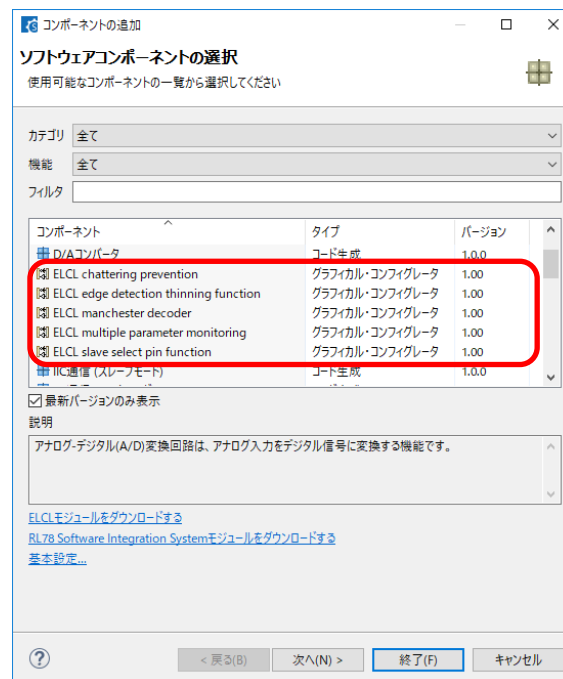 コンポーネントの追加
ソフトウェアコンポーネントの選択
使用可能なコンポーネントの一覧から選択してください
カテゴリ 全て
機能 全て
フィルタ
コンポーネント タイプ バージョン
D/Aコンバータ コード生成 1.0.0
ELCL chattering prevention グラフィカル・コンフィグレータ 1.00
ELCL edge detection thinning function グラフィカル・コンフィグレータ 1.00
ELCL manchester decoder グラフィカル・コンフィグレータ 1.00
ELCL multiple parameter monitoring グラフィカル・コンフィグレータ 1.00
ELCL slave select pin function グラフィカル・コンフィグレータ 1.00
IIC通信 (スレーブモード) コード生成 1.0.0
最新バージョンのみ表示
説明
アナログ-デジタル(A/D)変換回路は、アナログ入力をデジタル信号に変換する機能です。
ELCLモジュールをダウンロードする
RL78 Software Integration Systemモジュールをダウンロードする
基本設定...
< 戻る(B) 次へ(N) > 終了(F) キャンセル